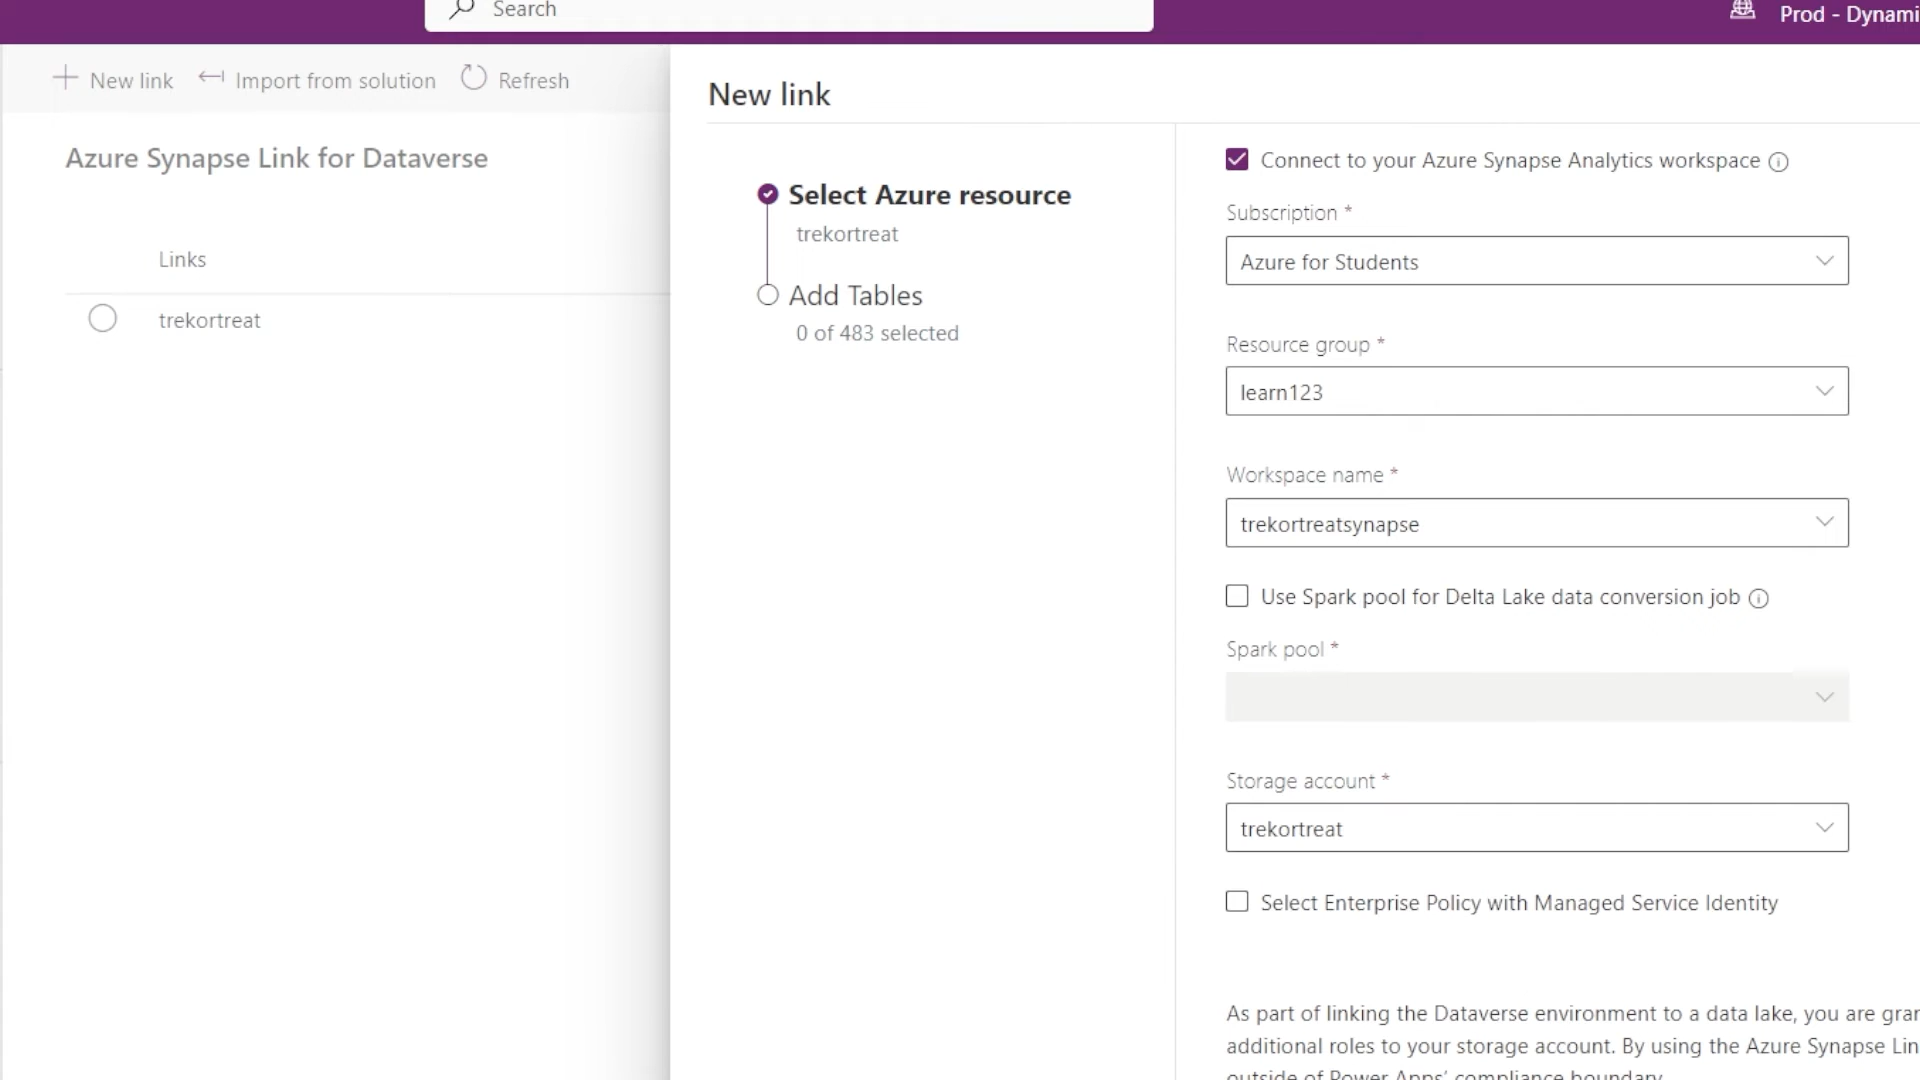 Search
Prod - Dynami
New link
Import from solution
Refresh
Azure Synapse Link for Dataverse
Links
trekortreat
New link
Select Azure resource
trekortreat
Add Tables
0 of 483 selected
Connect to your Azure Synapse Analytics workspace
Subscription *
Azure for Students
Resource group *
learn123
Workspace name *
trekortreatsynapse
Use Spark pool for Delta Lake data conversion job
Spark pool *
Storage account *
trekortreat
Select Enterprise Policy with Managed Service Identity
As part of linking the Dataverse environment to a data lake, you are gran
additional roles to your storage account. By using the Azure Synapse Lin
outside of Power Apps' compliance boundary.